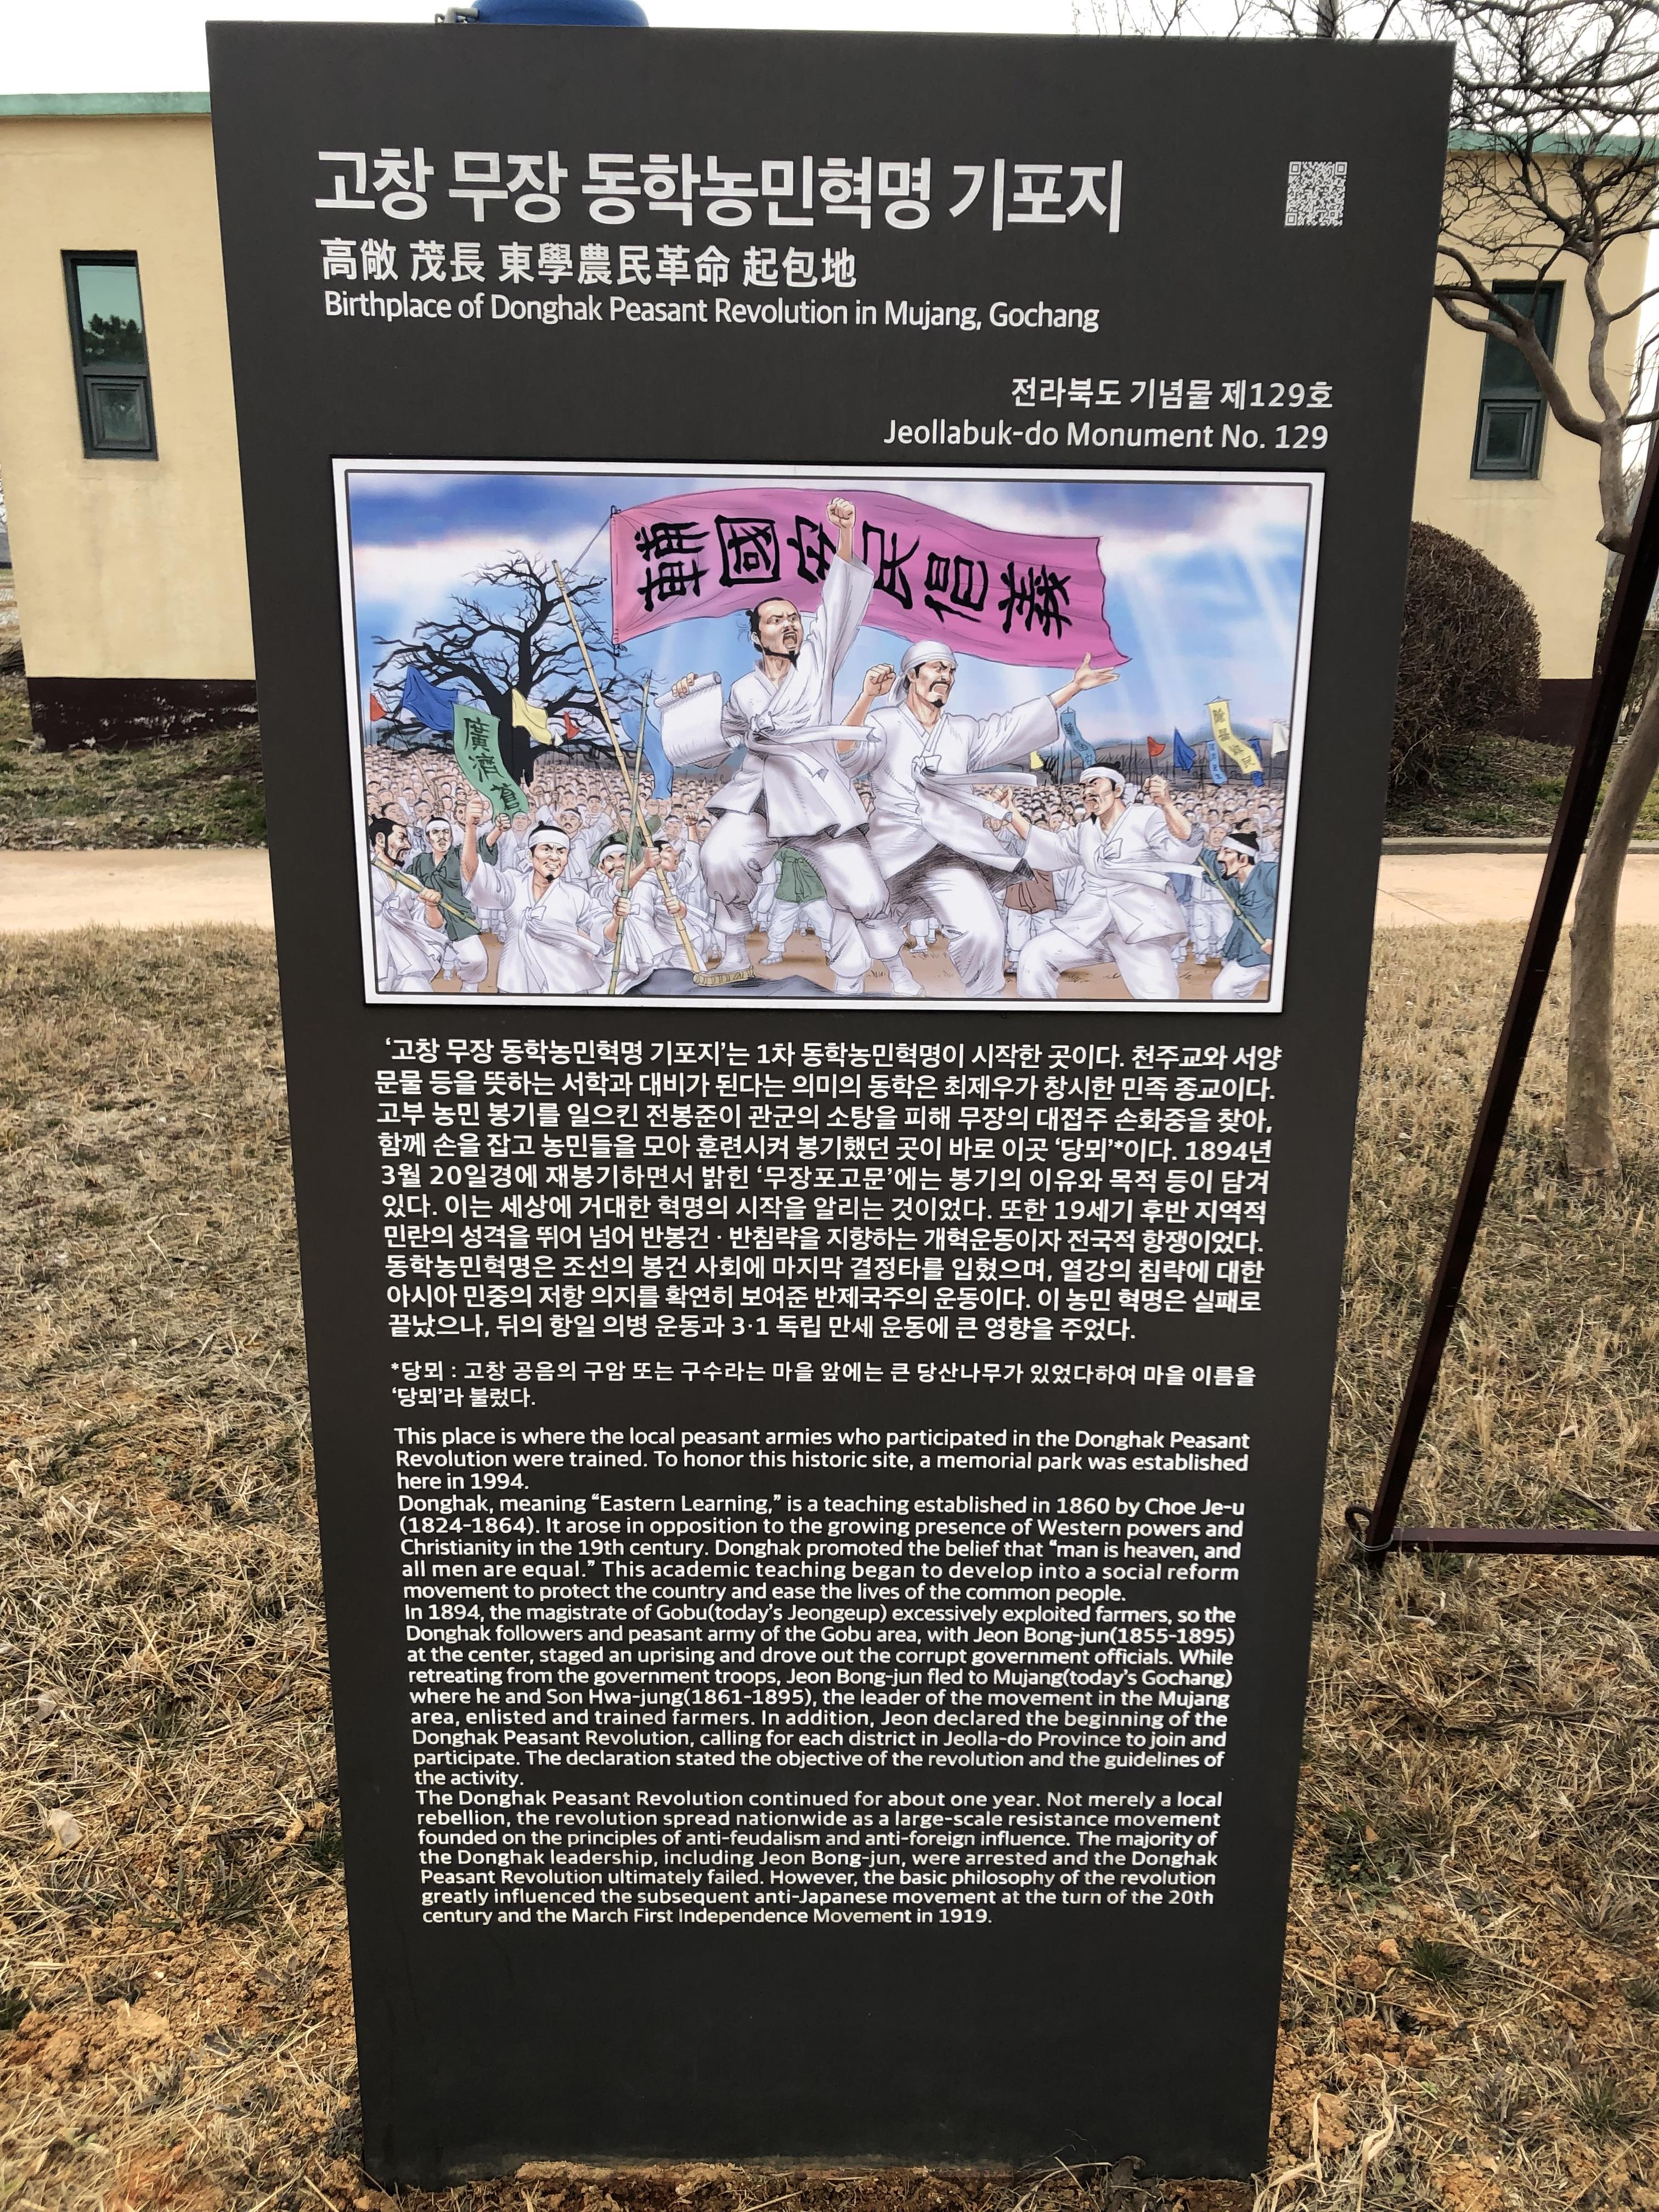 고창 무장 동학농민혁명 기포지
高敞 茂長 東學農民革命 起包地
Birthplace of Donghak Peasant Revolution in Mujang, Gochang
전라북도 기념물 제129호
Jeollabuk-do Monument No. 129
輔國安民倡義
廣濟蒼
‘고창 무장 동학농민혁명 기포지’는 1차 동학농민혁명이 시작한 곳이다. 천주교와 서양
문물 등을 뜻하는 서학과 대비가 된다는 의미의 동학은 최제우가 창시한 민족 종교이다.
고부 농민 봉기를 일으킨 전봉준이 관군의 소탕을 피해 무장의 대접주 손화중을 찾아,
함께 손을 잡고 농민들을 모아 훈련시켜 봉기했던 곳이 바로 이곳 ‘당뫼’*이다. 1894년
3월 20일경에 재봉기하면서 밝힌 ‘무장포고문’에는 봉기의 이유와 목적 등이 담겨
있다. 이는 세상에 거대한 혁명의 시작을 알리는 것이었다. 또한 19세기 후반 지역적
민란의 성격을 뛰어 넘어 반봉건 · 반침략을 지향하는 개혁운동이자 전국적 항쟁이었다.
동학농민혁명은 조선의 봉건 사회에 마지막 결정타를 입혔으며, 열강의 침략에 대한
아시아 민중의 저항 의지를 확연히 보여준 반제국주의 운동이다. 이 농민 혁명은 실패로
끝났으나, 뒤의 항일 의병 운동과 3·1 독립 만세 운동에 큰 영향을 주었다.
*당뫼 : 고창 공음의 구암 또는 구수라는 마을 앞에는 큰 당산나무가 있었다하여 마을 이름을
‘당뫼’라 불렀다.
This place is where the local peasant armies who participated in the Donghak Peasant
Revolution were trained. To honor this historic site, a memorial park was established
here in 1994.
Donghak, meaning “Eastern Learning,” is a teaching established in 1860 by Choe Je-u
(1824-1864). It arose in opposition to the growing presence of Western powers and
Christianity in the 19th century. Donghak promoted the belief that “man is heaven, and
all men are equal.” This academic teaching began to develop into a social reform
movement to protect the country and ease the lives of the common people.
In 1894, the magistrate of Gobu(today’s Jeongeup) excessively exploited farmers, so the
Donghak followers and peasant army of the Gobu area, with Jeon Bong-jun(1855-1895)
at the center, staged an uprising and drove out the corrupt government officials. While
retreating from the government troops, Jeon Bong-jun fled to Mujang(today’s Gochang)
where he and Son Hwa-jung(1861-1895), the leader of the movement in the Mujang
area, enlisted and trained farmers. In addition, Jeon declared the beginning of the
Donghak Peasant Revolution, calling for each district in Jeolla-do Province to join and
participate. The declaration stated the objective of the revolution and the guidelines of
the activity.
The Donghak Peasant Revolution continued for about one year. Not merely a local
rebellion, the revolution spread nationwide as a large-scale resistance movement
founded on the principles of anti-feudalism and anti-foreign influence. The majority of
the Donghak leadership, including Jeon Bong-jun, were arrested and the Donghak
Peasant Revolution ultimately failed. However, the basic philosophy of the revolution
greatly influenced the subsequent anti-Japanese movement at the turn of the 20th
century and the March First Independence Movement in 1919.